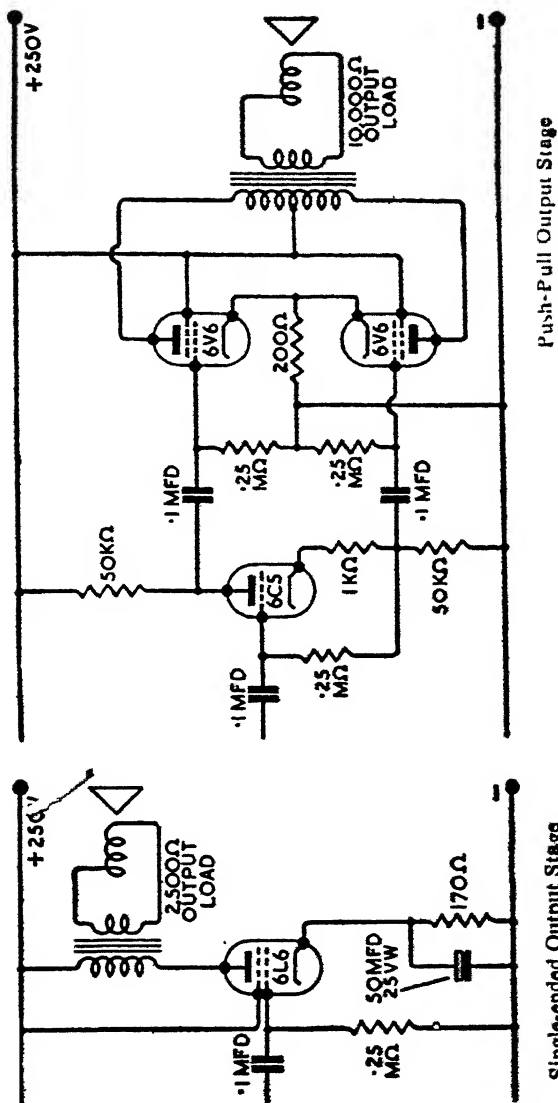 +250V
50KΩ
·1 MFD
6V6
10,000Ω
OUTPUT
LOAD
·1 MFD
6C5
·25
MΩ
200Ω
·25
MΩ
1KΩ
·25
MΩ
6V6
·1 MFD
50KΩ
-
Push-Pull Output Stage
+250V
2,500Ω
OUTPUT
LOAD
·1 MFD
6L6
50MFD
25VW
170Ω
·25
MΩ
-
Single-ended Output Stage